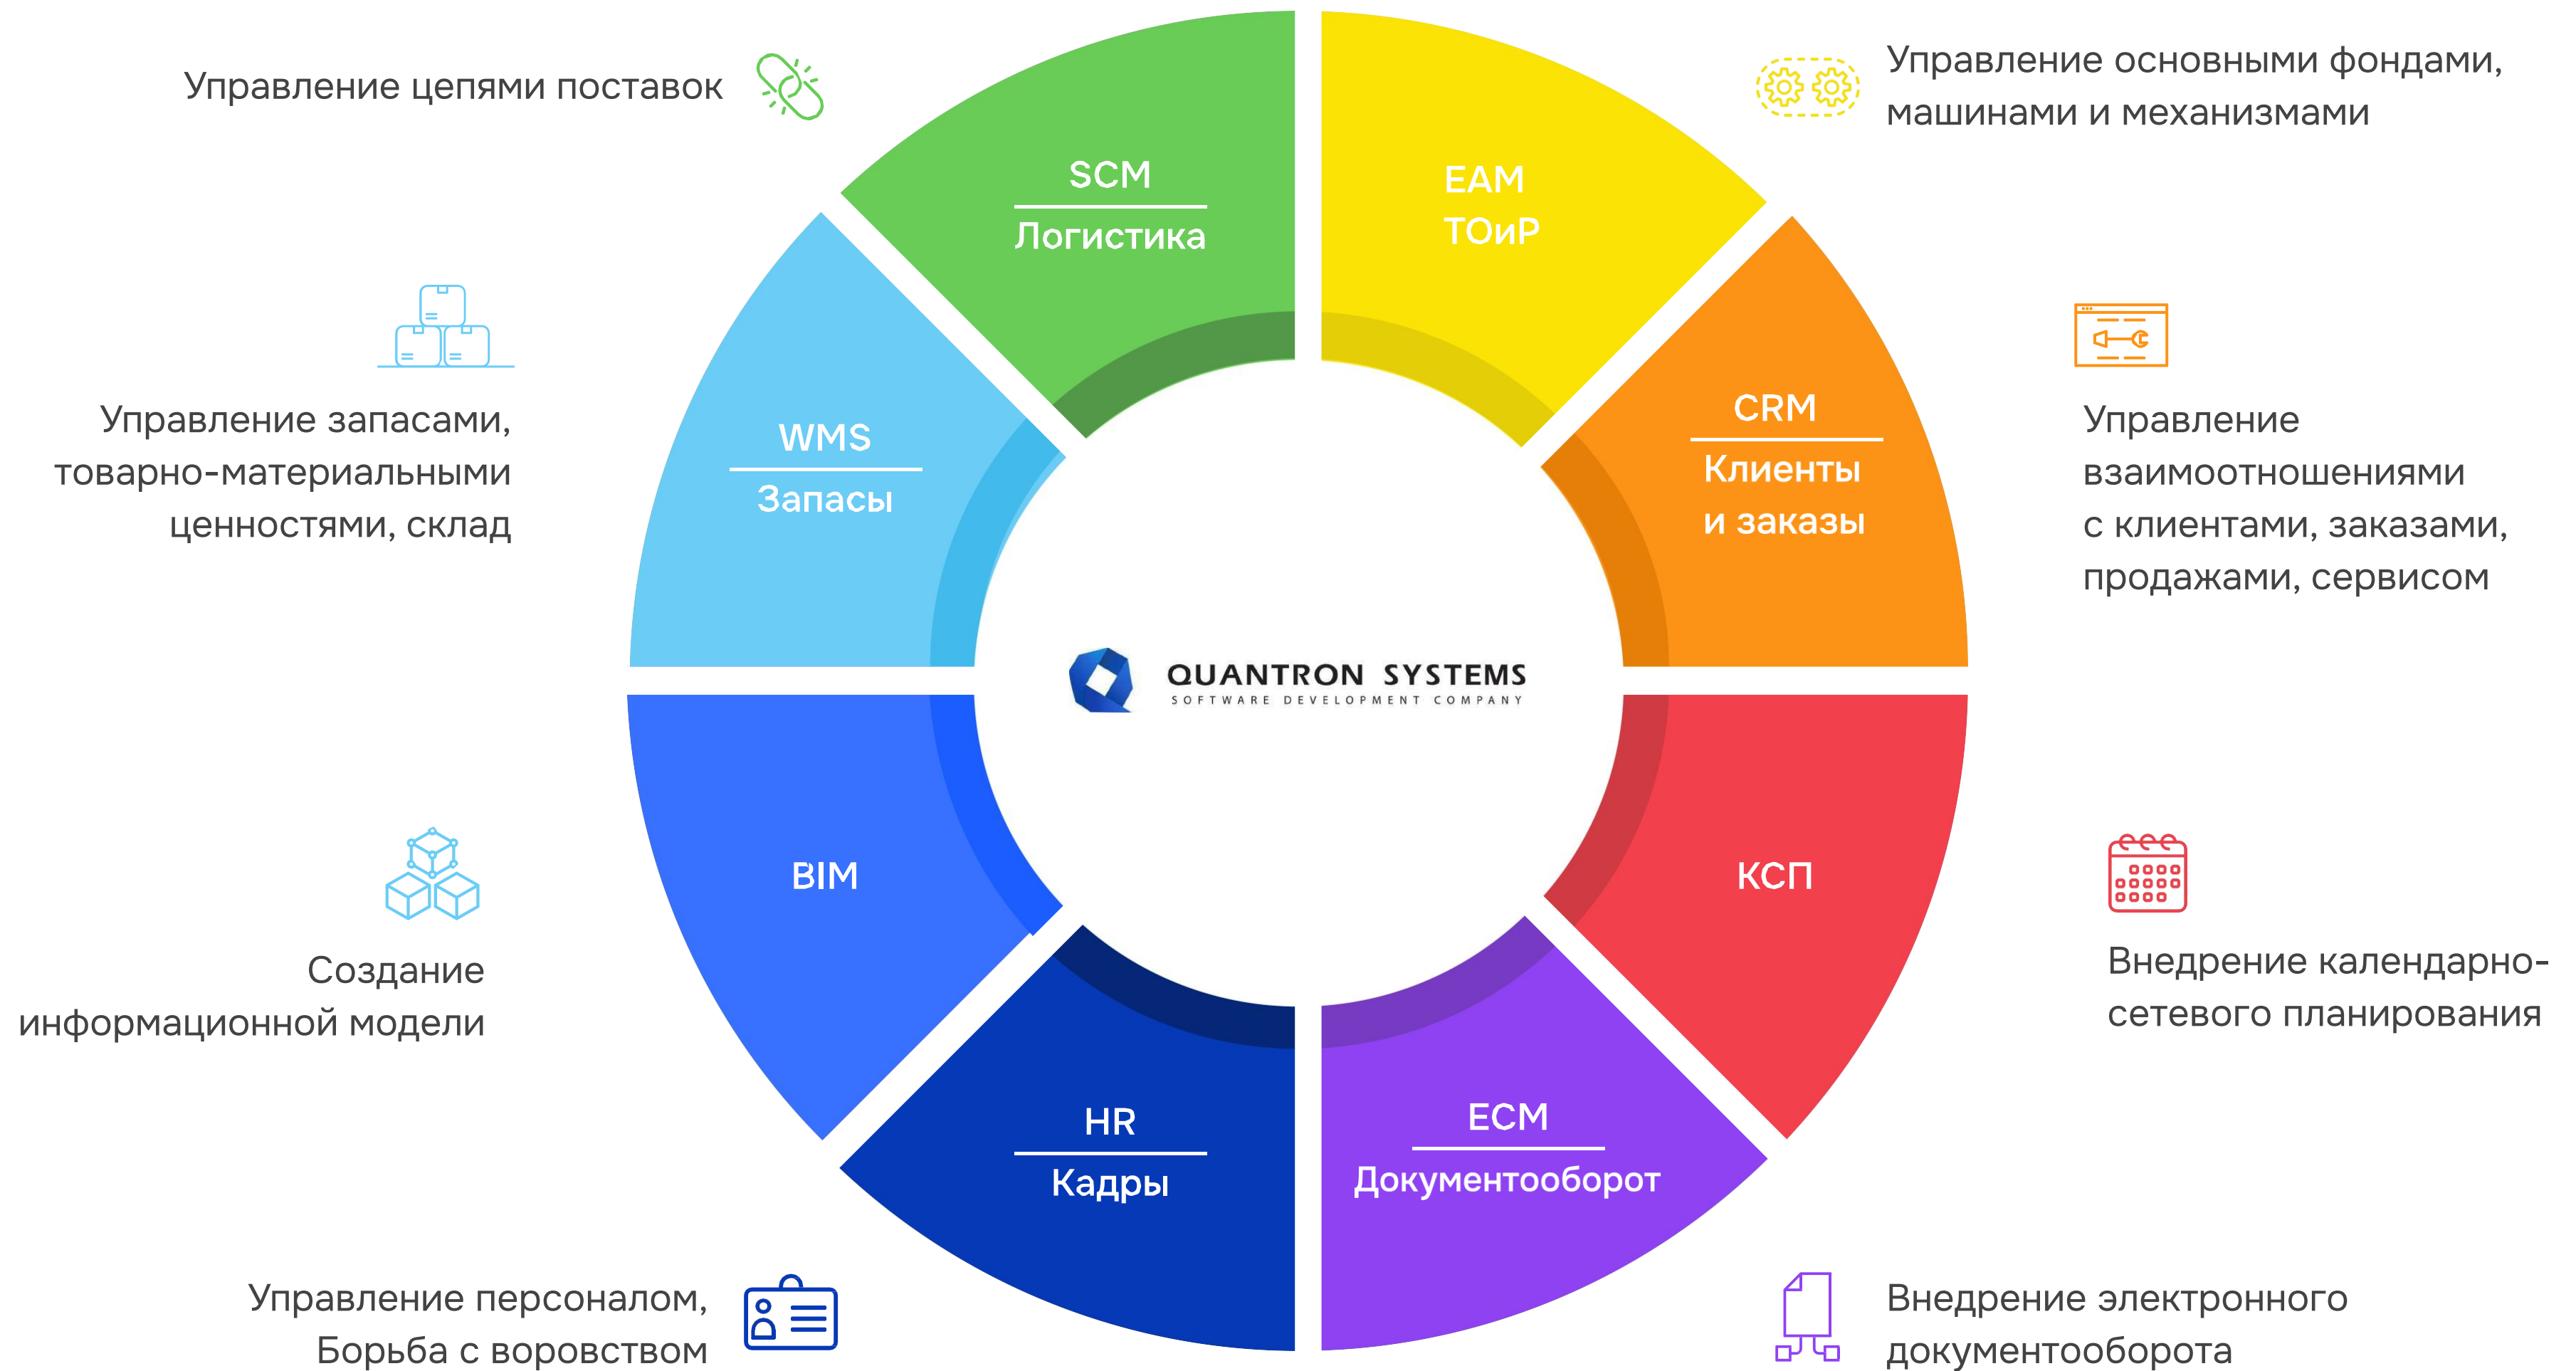 Управление цепями поставок
Управление основными фондами,
машинами и механизмами
SCM
Логистика
EAM
ТОиР
WMS
Запасы
CRM
Клиенты
и заказы
Управление запасами,
товарно-материальными
ценностями, склад
Управление
взаимоотношениями
с клиентами, заказами,
продажами, сервисом
QUANTRON SYSTEMS
SOFTWARE DEVELOPMENT COMPANY
BIM
КСП
Создание
информационной модели
Внедрение календарно-
сетевого планирования
HR
Кадры
ECM
Документооборот
Управление персоналом,
Борьба с воровством
Внедрение электронного
документооборота